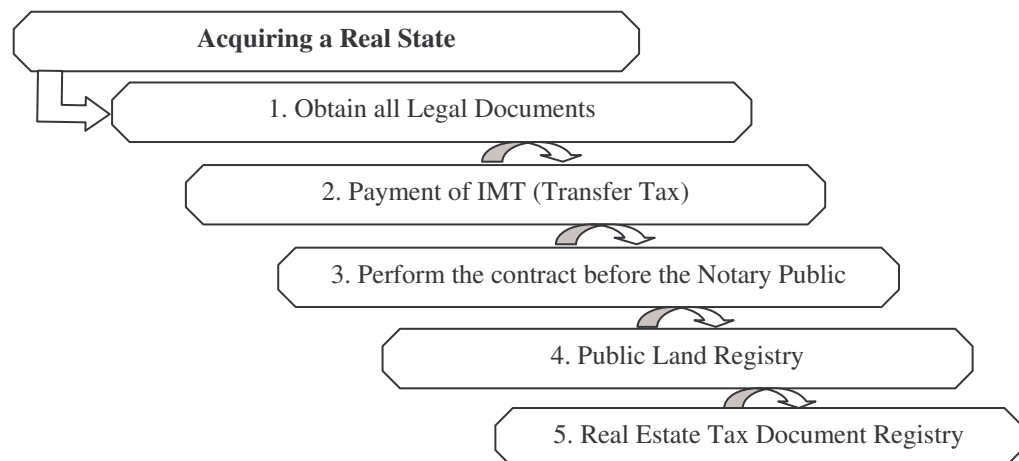 Acquiring a Real State
1. Obtain all Legal Documents
2. Payment of IMT (Transfer Tax)
3. Perform the contract before the Notary Public
4. Public Land Registry
5. Real Estate Tax Document Registry